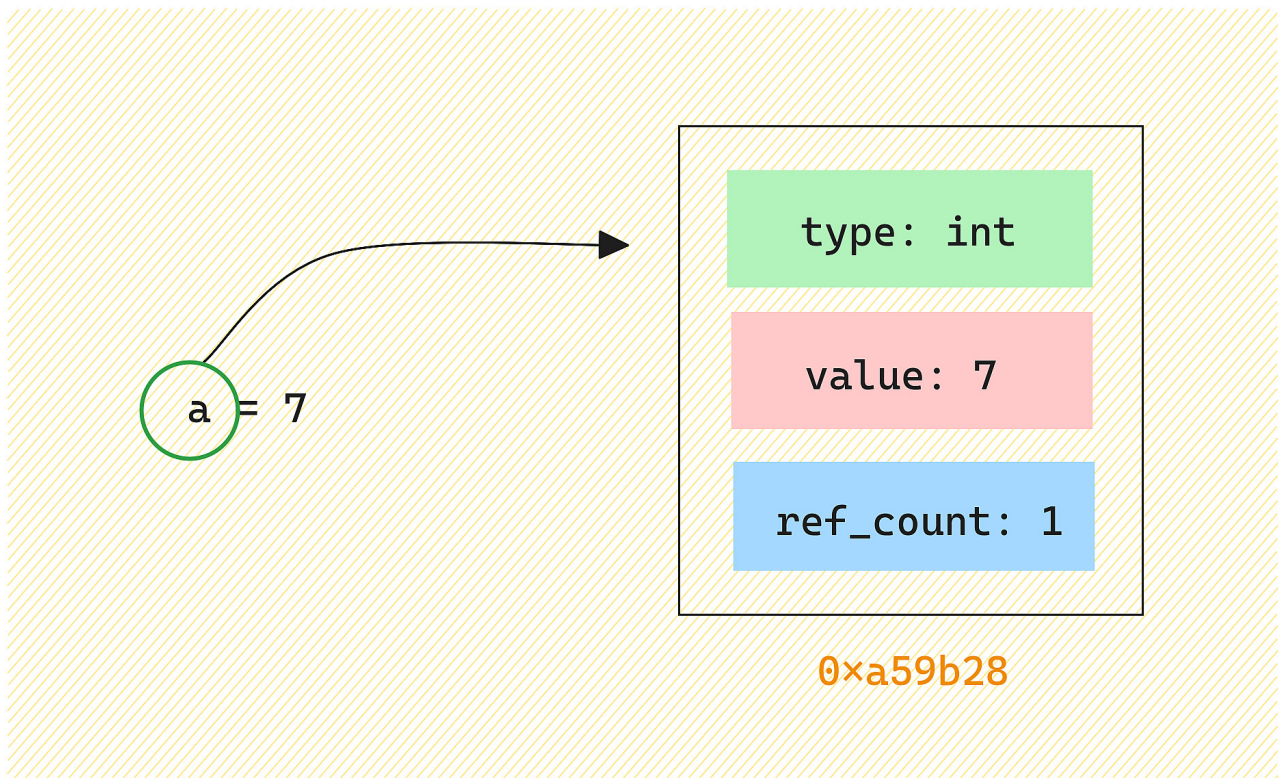 a = 7
type: int
value: 7
ref_count: 1
0×a59b28